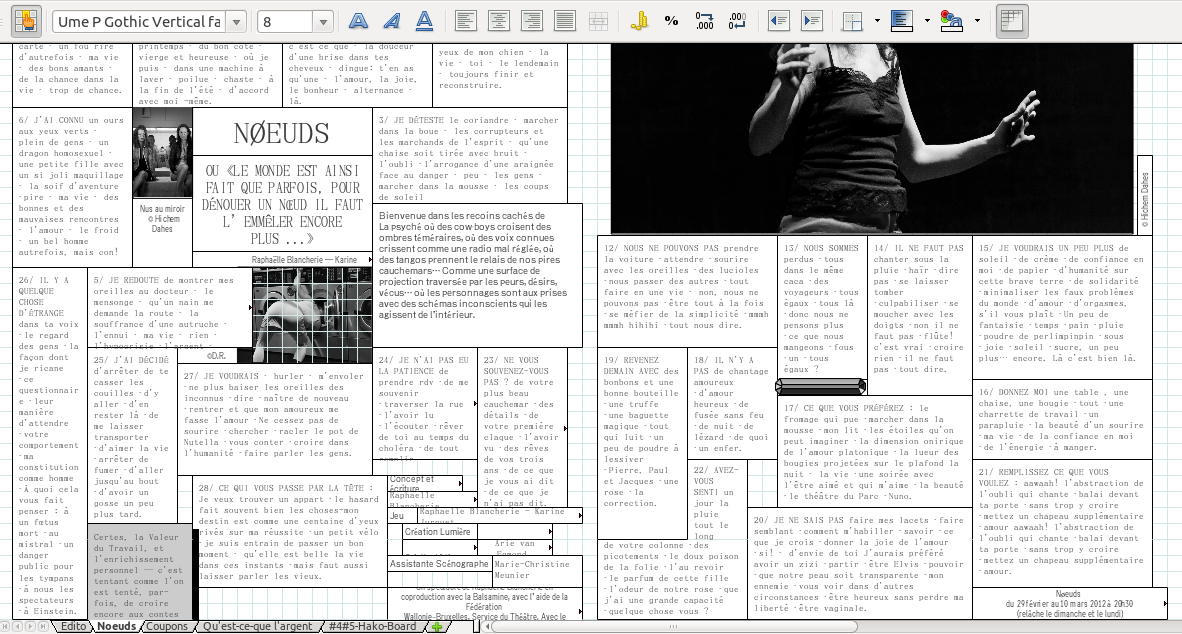 Ume P Gothic Vertical fa
8
carte · un fou rire
d'autrefois · ma vie
· des bons amants ·
de la chance dans la
vie · trop de chance.
printemps · du bon côté ·
vierge et heureuse · où je
puis · dans une machine à
laver · poilue · chaste · à
la fin de l'été · d'accord
avec moi -même.
c'est ce que · la douceur
d'une brise dans tes
cheveux · dingue: t'en as
qu'une · l'amour, la joie,
le bonheur · alternance ·
là.
yeux de mon chien · la
vie · toi · le lendemain
· toujours finir et
reconstruire.
6/ J'AI CONNU un ours
aux yeux verts ·
plein de gens · un
dragon homosexuel ·
une petite fille avec
un si joli maquillage
· la soif d'aventure
·pire · ma vie · des
bonnes et des
mauvaises rencontres
· l'amour · le froid
· un bel homme
autrefois, mais con!
Nus au miroir
© Hichem
Dahes
NØEUDS
OU «LE MONDE EST AINSI
FAIT QUE PARFOIS, POUR
DÉNOUER UN NŒUD IL FAUT
L' EMMÊLER ENCORE
PLUS ...»
Raphaëlle Blancherie — Karine
3/ JE DÉTESTE le coriandre · marcher
dans la boue · les corrupteurs et
les marchands de l'esprit · qu'une
chaise soit tirée avec bruit ·
l'oubli ·l'arrogance d'une araignée
face au danger · peu · les gens ·
marcher dans la mousse · les coups
de soleil
Bienvenue dans les recoins cachés de
La psyché où des cow-boys croisent des
ombres téméraires, où des voix connues
crissent comme une radio mal réglée, où
des tangos prennent le relais de nos pires
cauchemars… Comme une surface de
projection traversée par les peurs, désirs,
vécus… où les personnages sont aux prises
avec des schémas inconscients qui les
agissent de l'intérieur.
26/ IL Y A
QUELQUE
CHOSE
D'ÉTRANGE
dans ta voix
·le regard
des gens ·la
façon dont
je ricane
·ce
questionnair
e ·leur
manière
d'attendre
·votre
comportement
·ma
constitution
comme homme
·À quoi cela
vous fait
penser : à
un fœtus
mort ·au
mistral ·un
danger
public pour
les tympans
·à nous les
spectateurs
·à Einstein.
5/ JE REDOUTE de montrer mes
oreilles au docteur · le
mensonge · qu'un nain me
demande la route · la
souffrance d'une autruche ·
l'ennui · ma vie · rien ·
l'hypocrisie · l'argent
©D.R.
25/ J'AI DÉCIDÉ
d'arrêter de te
casser les
couilles ·d'y
aller ·d'en
rester là ·de
me laisser
transporter
·d'aimer la vie
·arrêter de
fumer ·d'aller
jusqu'au bout
·d'avoir un
gosse un peu
plus tard.
27/ JE VOUDRAIS · hurler · m'envoler
·ne plus baiser les oreilles des
inconnus ·dire ·naître de nouveau
·rentrer et que mon amoureux me
fasse l'amour ·Ne cessez pas de
sourire ·chercher ·racler le pot de
Nutella ·vous conter ·croire dans
l'humanité ·faire parler les gens.
24/ JE N'AI PAS EU
LA PATIENCE de
prendre rdv ·de me
souvenir
·traverser la rue
·l'avoir lu
·l'écouter ·rêver
de toi au temps du
choléra ·de tout
remplir
23/ NE VOUS
SOUVENEZ-VOUS
PAS ? de votre
plus beau
cauchemar ·des
détails ·de
votre première
claque ·l'avoir
vu ·des rêves
de vos trois
ans ·de ce que
je vous ai dit
·de ce que je
n'ai pas dit.
Certes, la Valeur
du Travail, et
l'enrichissement
personnel — c'est
tentant comme l'on
est tenté, par-
fois, de croire
encore aux contes
28/ CE QUI VOUS PASSE PAR LA TÊTE :
Je veux trouver un appart · le hasard
fait souvent bien les choses·mon
destin est comme une centaine d'yeux
rivés sur ma réussite ·un petit vélo
·je suis entrain de passer un bon
moment · qu'elle est belle la vie
dans ces instants ·mais faut aussi
laisser parler les vieux.
Concept et
écriture
Raphaelle
Blancherie
Jeu
Raphaelle Blancherie – Karine
Jurquet
Création Lumière
Arié van
Egmond
Assistante Scénographe
Marie-Christine
Meunier
coproduction avec la Balsamine, avec l'aide de la
Fédération
Wallonie-Bruxelles, Service du Théâtre. Avec le
© Hichem Dahes
12/ NOUS NE POUVONS PAS prendre
la voiture ·attendre ·sourire
avec les oreilles ·des lucioles
·nous passer des autres ·tout
faire en une vie · non, nous ne
pouvons pas ·être tout à la fois
·se méfier de la simplicité ·mmmh
mmmh hihihi ·tout nous dire.
13/ NOUS SOMMES
perdus ·tous
dans le même
caca ·des
voyageurs ·tous
égaux ·tous là
donc nous ne
pensons plus
·ce que nous
mangeons ·fous
·un ·tous
égaux ?
14/ IL NE FAUT PAS
chanter sous la
pluie ·haïr ·dire
pas ·se laisser
tomber
·culpabiliser ·se
moucher avec les
doigts ·non il ne
faut pas ·flûte!
c'est vrai ·croire
rien ·il ne faut
pas ·tout dire.
15/ JE VOUDRAIS UN PEU PLUS de
soleil ·de crème ·de confiance en
moi ·de papier ·d'humanité sur
cette brave terre ·de solidarité
·minimaliser les faux problèmes
du monde ·d'amour ·d'orgasmes,
s'il vous plaît ·Un peu de
fantaisie ·temps ·pain ·pluie
·poudre de perlimpinpin ·sous
·joie ·soleil ·sucre, un peu
plus… encore. Là c'est bien là.
19/ REVENEZ
DEMAIN AVEC des
bonbons et une
bonne bouteille
·une truffe
·une baguette
magique ·tout
qui luit ·un
peu de poudre à
lessiver
·Pierre, Paul
et Jacques ·une
rose ·la
correction.
18/ IL N'Y A
PAS de chantage
amoureux
·d'amour
heureux ·de
fusée sans feu
·de nuit ·de
lézard ·de quoi
·un enfer.
16/ DONNEZ MOI une table , une
chaise, une bougie ·tout ·une
charrette de travail ·un
parapluie ·la beauté d'un sourire
·ma vie ·de la confiance en moi
·de l'énergie ·à manger.
17/ CE QUE VOUS PRÉFÉREZ : le
fromage qui pue ·marcher dans la
mousse ·mon lit ·les étoiles qu'on
peut imaginer ·la dimension onirique
de l'amour platonique ·la lueur des
bougies projetées sur le plafond la
nuit · la vie ·une soirée avec
l'être aimé et qui m'aime ·la beauté
·le théâtre du Parc ·Nuno.
22/ AVEZ-
VOUS
SENTI un
jour la
pluie
tout le
long
de votre colonne ·des
picotements ·le doux poison
de la folie ·l'au revoir
·le parfum de cette fille
·l'odeur de notre rose ·que
j'ai une grande capacité
·quelque chose vous ?
21/ REMPLISSEZ CE QUE VOUS
VOULEZ : aawaah! l'abstraction de
l'oubli qui chante ·balai devant
ta porte ·sans trop y croire
·mettez un chapeau supplémentaire
·amour aawaah! l'abstraction de
l'oubli qui chante ·balai devant
ta porte ·sans trop y croire
·mettez un chapeau supplémentaire
·amour.
20/ JE NE SAIS PAS faire mes lacets ·faire
semblant ·comment m'habiller ·savoir ·ce
que je crois ·donner la joie de l'amour
·si! · d'envie de toi J'aurais préféré
avoir un zizi ·partir ·être Elvis ·pouvoir
·que notre peau soit transparente ·mon
ennemie ·vous voir dans d'autres
circonstances ·être heureux sans perdre ma
liberté ·être vaginale.
Nœuds
du 29 février au 10 mars 2012 à 20h30
(relâche le dimanche et le lundi)
Edito
Noeuds
Coupons
Qu'est-ce-que l'argent
#4#5-Hako-Board